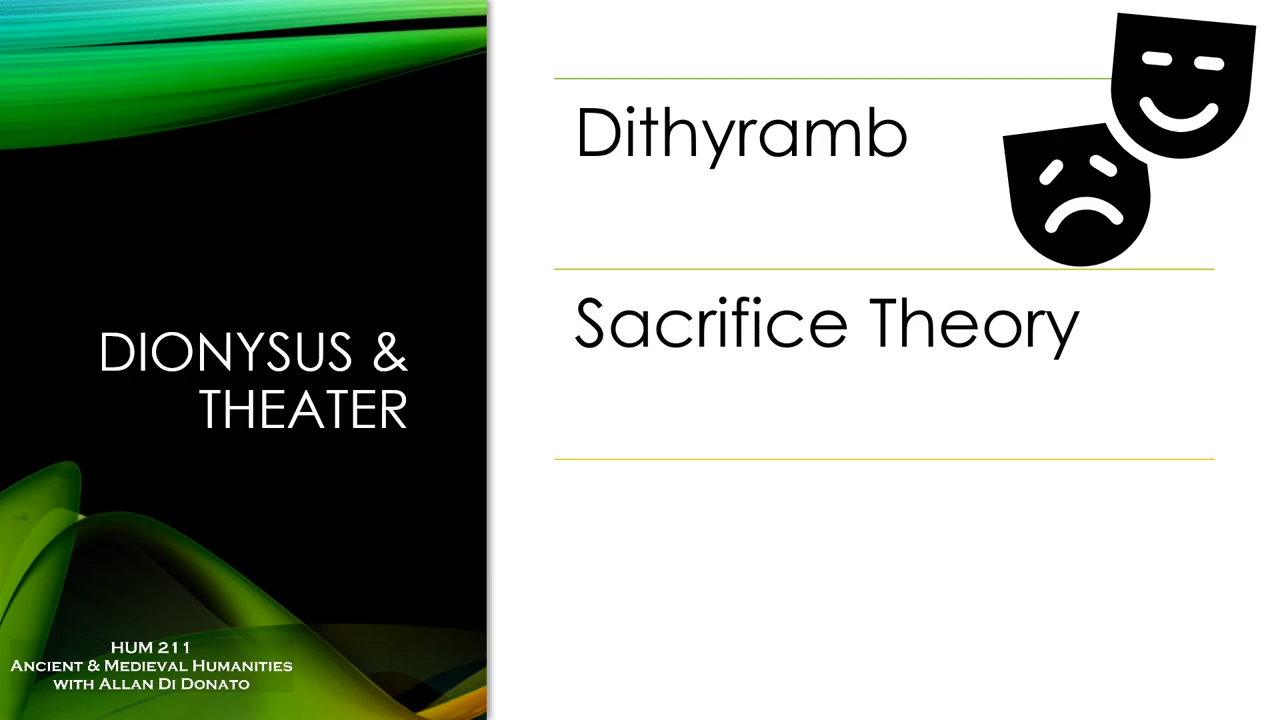 DIONYSUS &
THEATER
Dithyramb
Sacrifice Theory
HUM 211
Ancient & Medieval Humanities
with Allan Di Donato